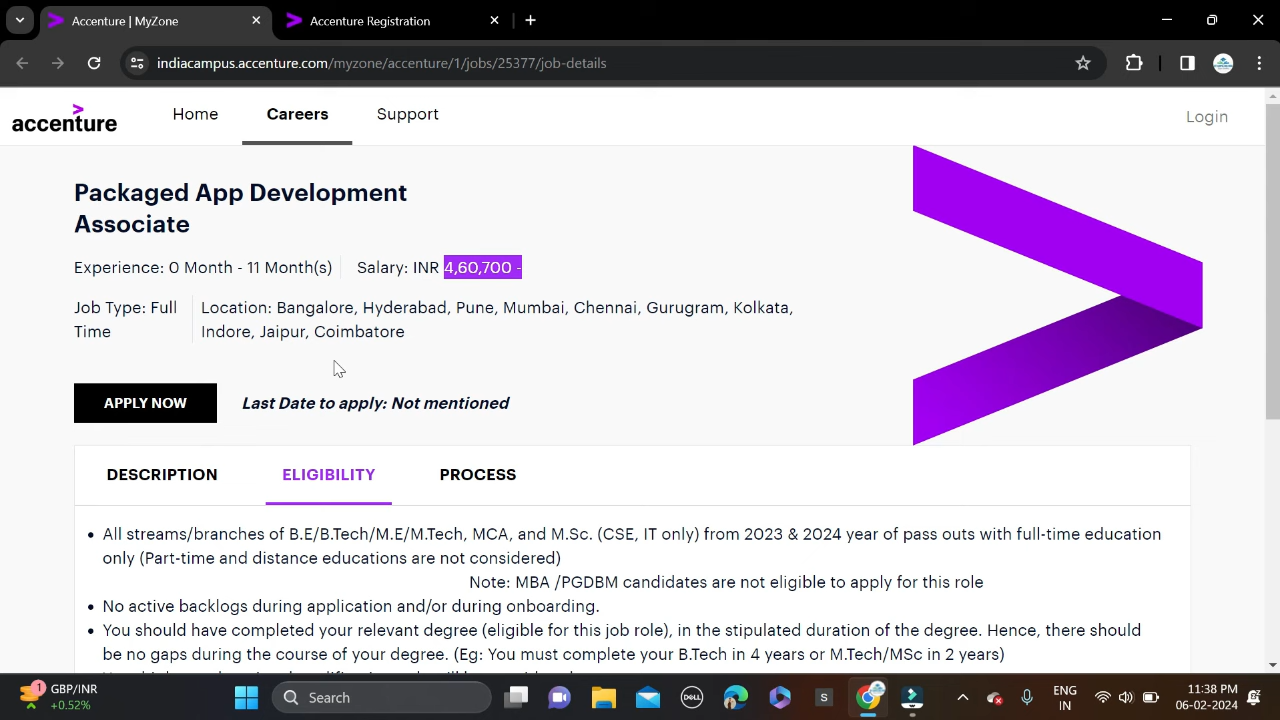 Accenture | MyZone
Accenture Registration
indiacampus.accenture.com/myzone/accenture/1/jobs/25377/job-details
accenture
Home
Careers
Support
Login
Packaged App Development
Associate
Experience: 0 Month - 11 Month(s)
Salary: INR 4,60,700 -
Job Type: Full
Time
Location: Bangalore, Hyderabad, Pune, Mumbai, Chennai, Gurugram, Kolkata,
Indore, Jaipur, Coimbatore
APPLY NOW
Last Date to apply: Not mentioned
DESCRIPTION
ELIGIBILITY
PROCESS
All streams/branches of B.E/B.Tech/M.E/M.Tech, MCA, and M.Sc. (CSE, IT only) from 2023 & 2024 year of pass outs with full-time education
only (Part-time and distance educations are not considered)
Note: MBA /PGDBM candidates are not eligible to apply for this role
No active backlogs during application and/or during onboarding.
You should have completed your relevant degree (eligible for this job role), in the stipulated duration of the degree. Hence, there should
be no gaps during the course of your degree. (Eg: You must complete your B.Tech in 4 years or M.Tech/MSc in 2 years)
1
GBP/INR
+0.52%
Search
DELL
S
ENG
IN
11:38 PM
06-02-2024